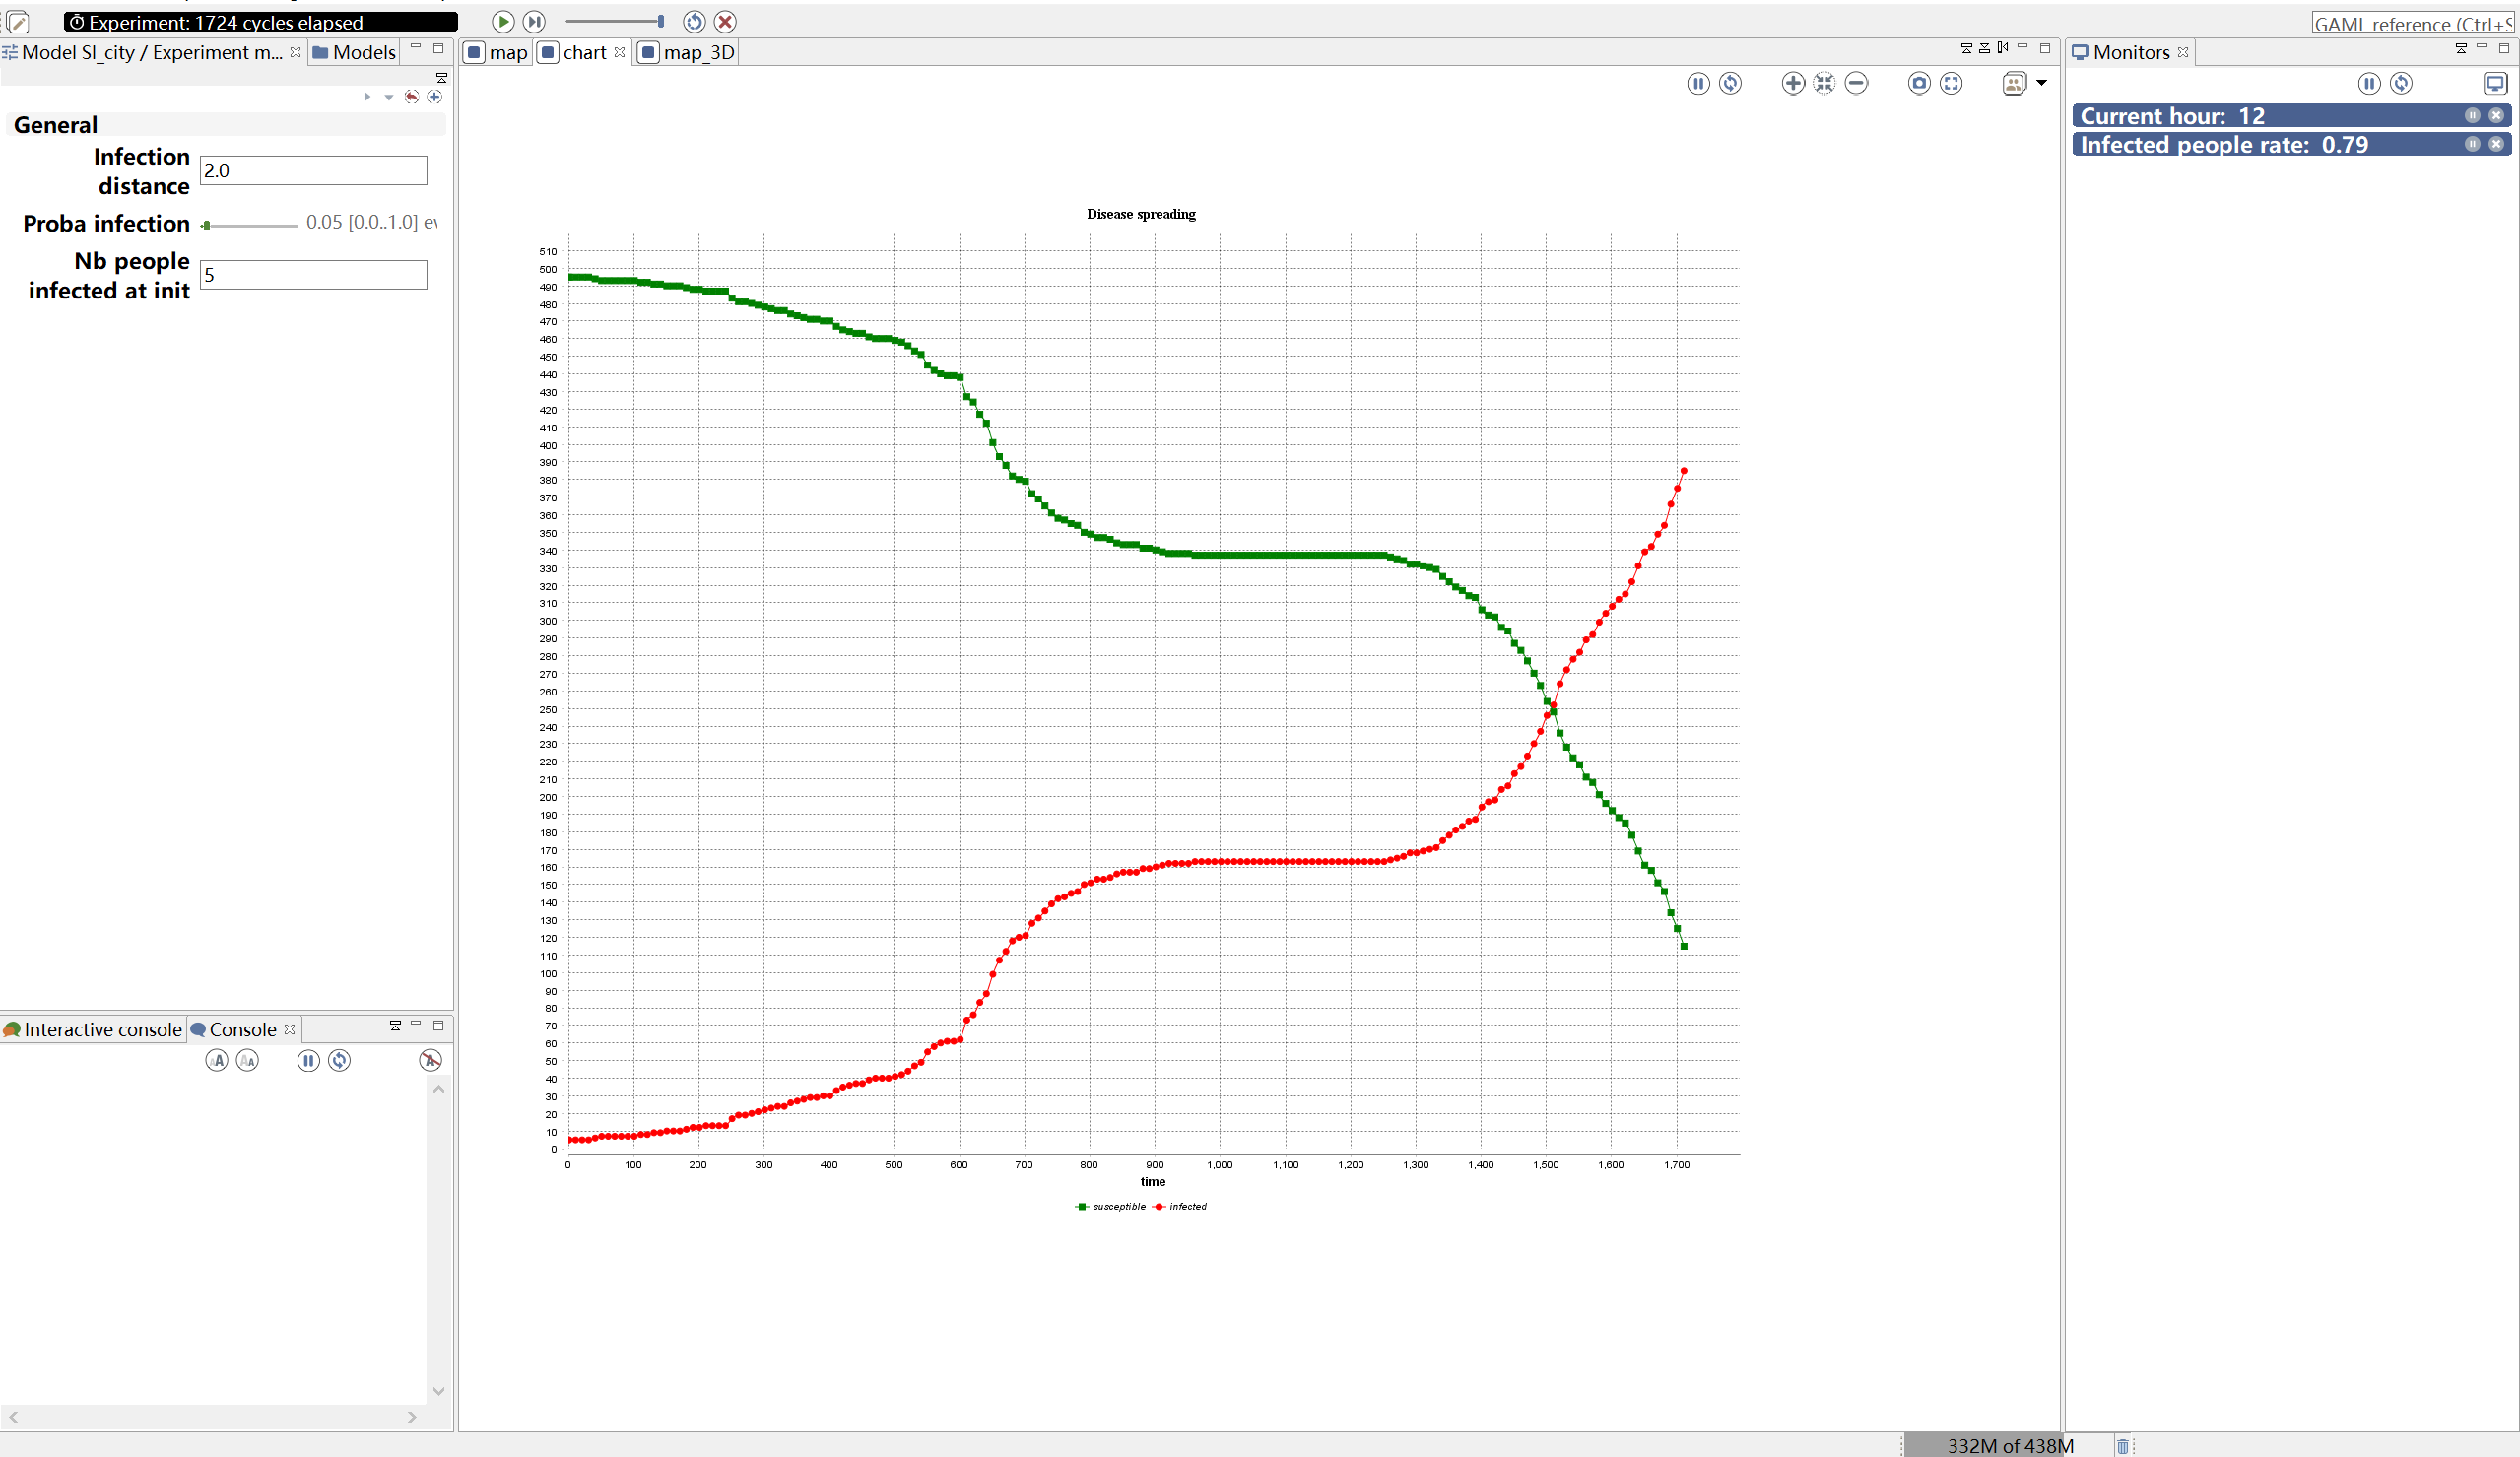 Experiment: 1724 cycles elapsed
GAML reference (Ctrl+S
Model SI_city / Experiment m...
Models
map
chart
map_3D
Monitors
General
Infection distance
2.0
Proba infection
0.05 [0.0..1.0] ev
Nb people infected at init
5
Current hour: 12
Infected people rate: 0.79
Disease spreading
510
500
490
480
470
460
450
440
430
420
410
400
390
380
370
360
350
340
330
320
310
300
290
280
270
260
250
240
230
220
210
200
190
180
170
160
150
140
130
120
110
100
90
80
70
60
50
40
30
20
10
0
0 100 200 300 400 500 600 700 800 900 1,000 1,100 1,200 1,300 1,400 1,500 1,600 1,700
time
susceptible infected
Interactive console
Console
332M of 438M